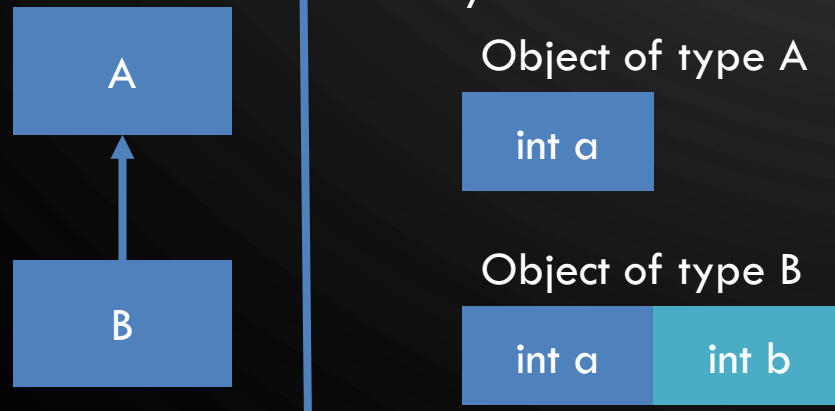 A
B
Object of type A
int a
Object of type B
int a int b